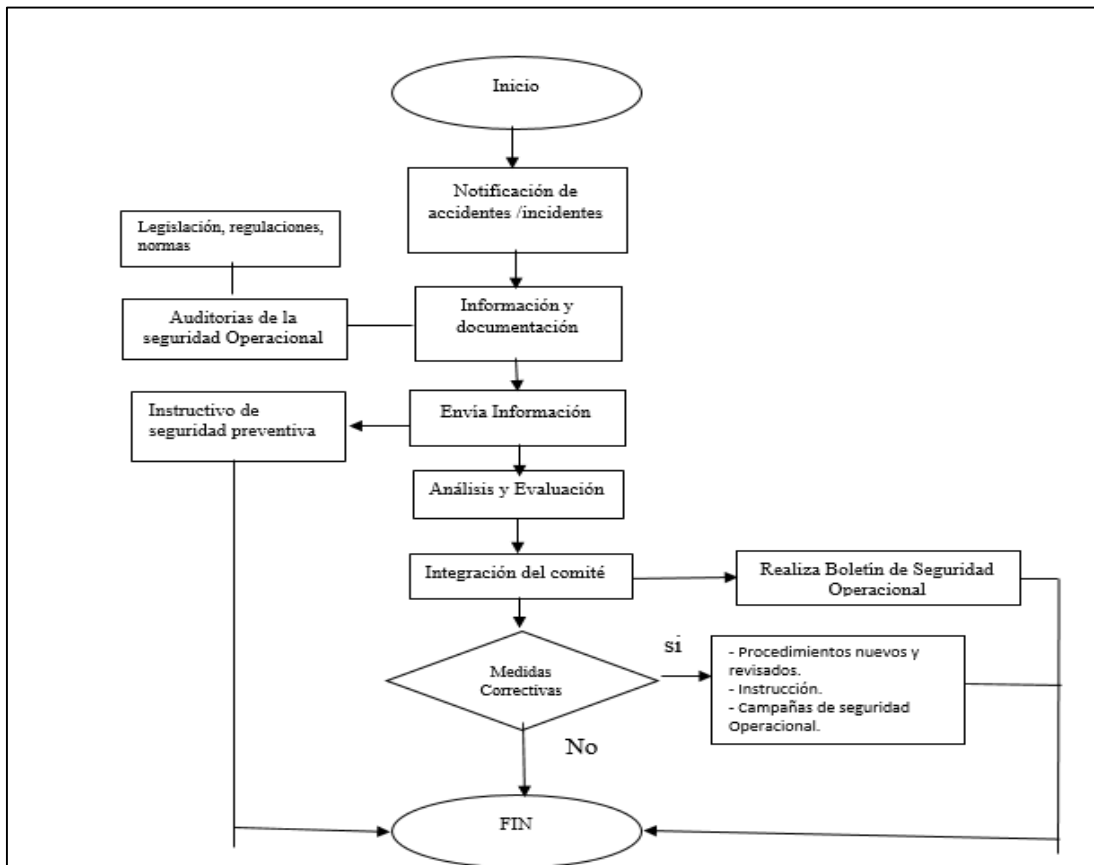 Inicio
Notificación de
accidentes /incidentes
Legislación, regulaciones,
normas
Auditorias de la
seguridad Operacional
Información y
documentación
Instructivo de
seguridad preventiva
Envía Información
Análisis y Evaluación
Integración del comité
Realiza Boletín de Seguridad
Operacional
Medidas
Correctivas
si
- Procedimientos nuevos y
revisados.
- Instrucción.
- Campañas de seguridad
Operacional.
No
FIN